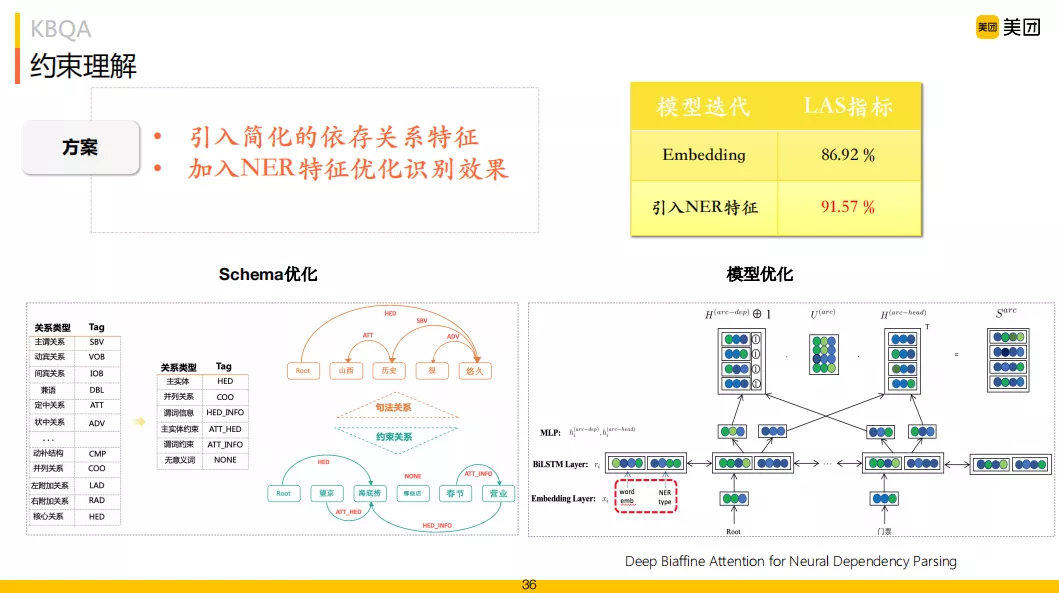 KBQA
美团 美团
约束理解
方案
• 引入简化的依存关系特征
• 加入NER特征优化识别效果
模型迭代 LAS指标
Embedding 86.92 %
引入NER特征 91.57 %
Schema优化
关系类型 Tag
主谓关系 SBV
动宾关系 VOB
间宾关系 IOB
兼语 DBL
定中关系 ATT
状中关系 ADV
...
动补结构 CMP
并列关系 COO
左附加关系 LAD
右附加关系 RAD
核心关系 HED
关系类型 Tag
主实体 HED
并列关系 COO
谓词信息 HED_INFO
主实体约束 ATT_HED
谓词约束 ATT_INFO
无意义词 NONE
HED
SBV
ATT ADV
Root 山西 历史 很 悠久
句法关系
约束关系
HED NONE ATT_INFO
Root 望京 海底捞 哪些店 春节 营业
ATT_HED
HED_INFO
模型优化
H(arc-dep) ⊕ 1 U(arc) H(arc-head) S arc
T
· · =
1
1
1
1
MLP: h i (arc-dep), h i (arc-head)
BiLSTM Layer: r i
...
Embedding Layer: x i
word emb NER type
Root 门票
Deep Biaffine Attention for Neural Dependency Parsing
36